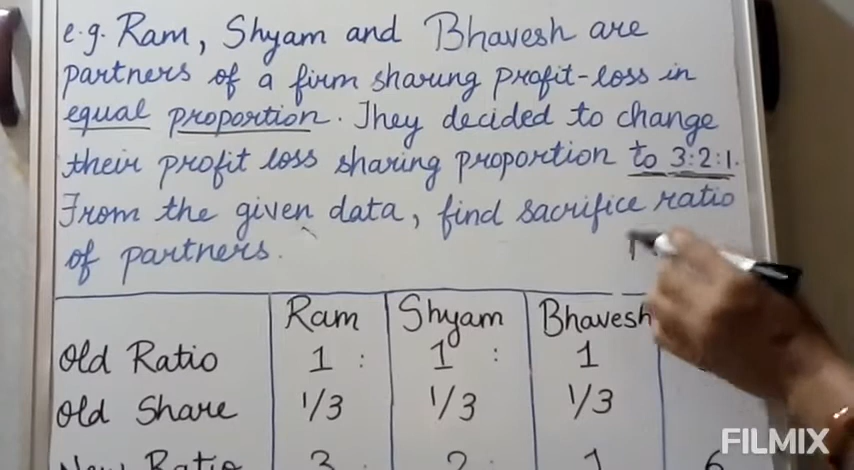 e.g. Ram, Shyam and Bhavesh are
partners of a firm sharing profit-loss in
equal proportion. They decided to change
their profit loss sharing proportion to 3:2:1.
From the given data, find sacrifice ratio
of partners.
Ram Shyam Bhavesh
Old Ratio 1 : 1 : 1
Old Share 1/3 1/3 1/3
New Ratio 3 : 2 : 1 6
FILMIX